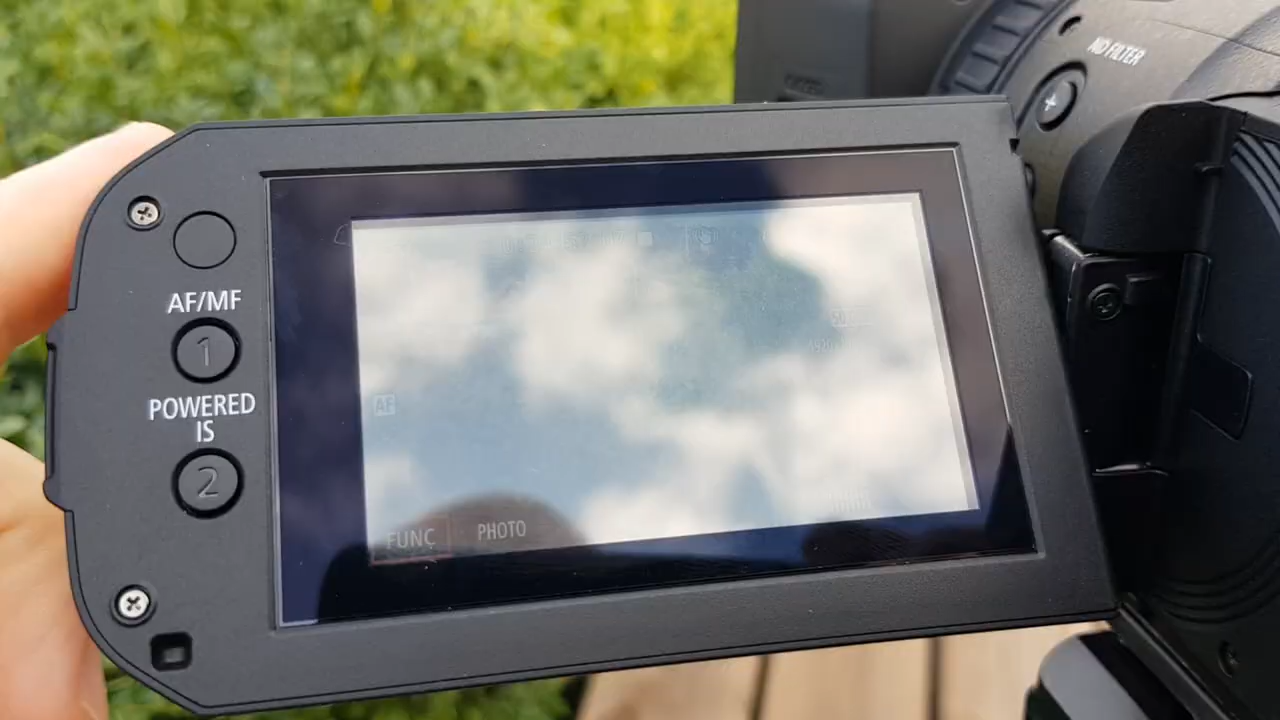 ND FILTER
+
AF/MF
1
POWERED
IS
2
AF
FUNC
PHOTO